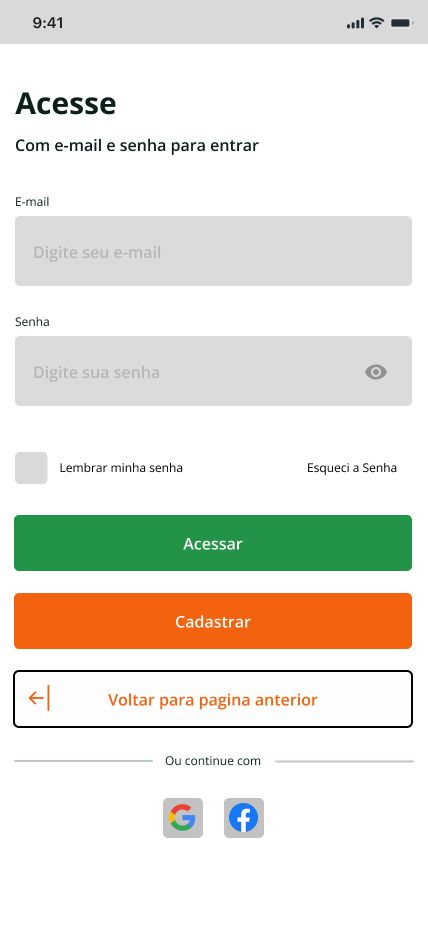 9:41
Acesse
Com e-mail e senha para entrar
E-mail
Digite seu e-mail
Senha
Digite sua senha
Lembrar minha senha
Esqueci a Senha
Acessar
Cadastrar
Voltar para pagina anterior
Ou continue com